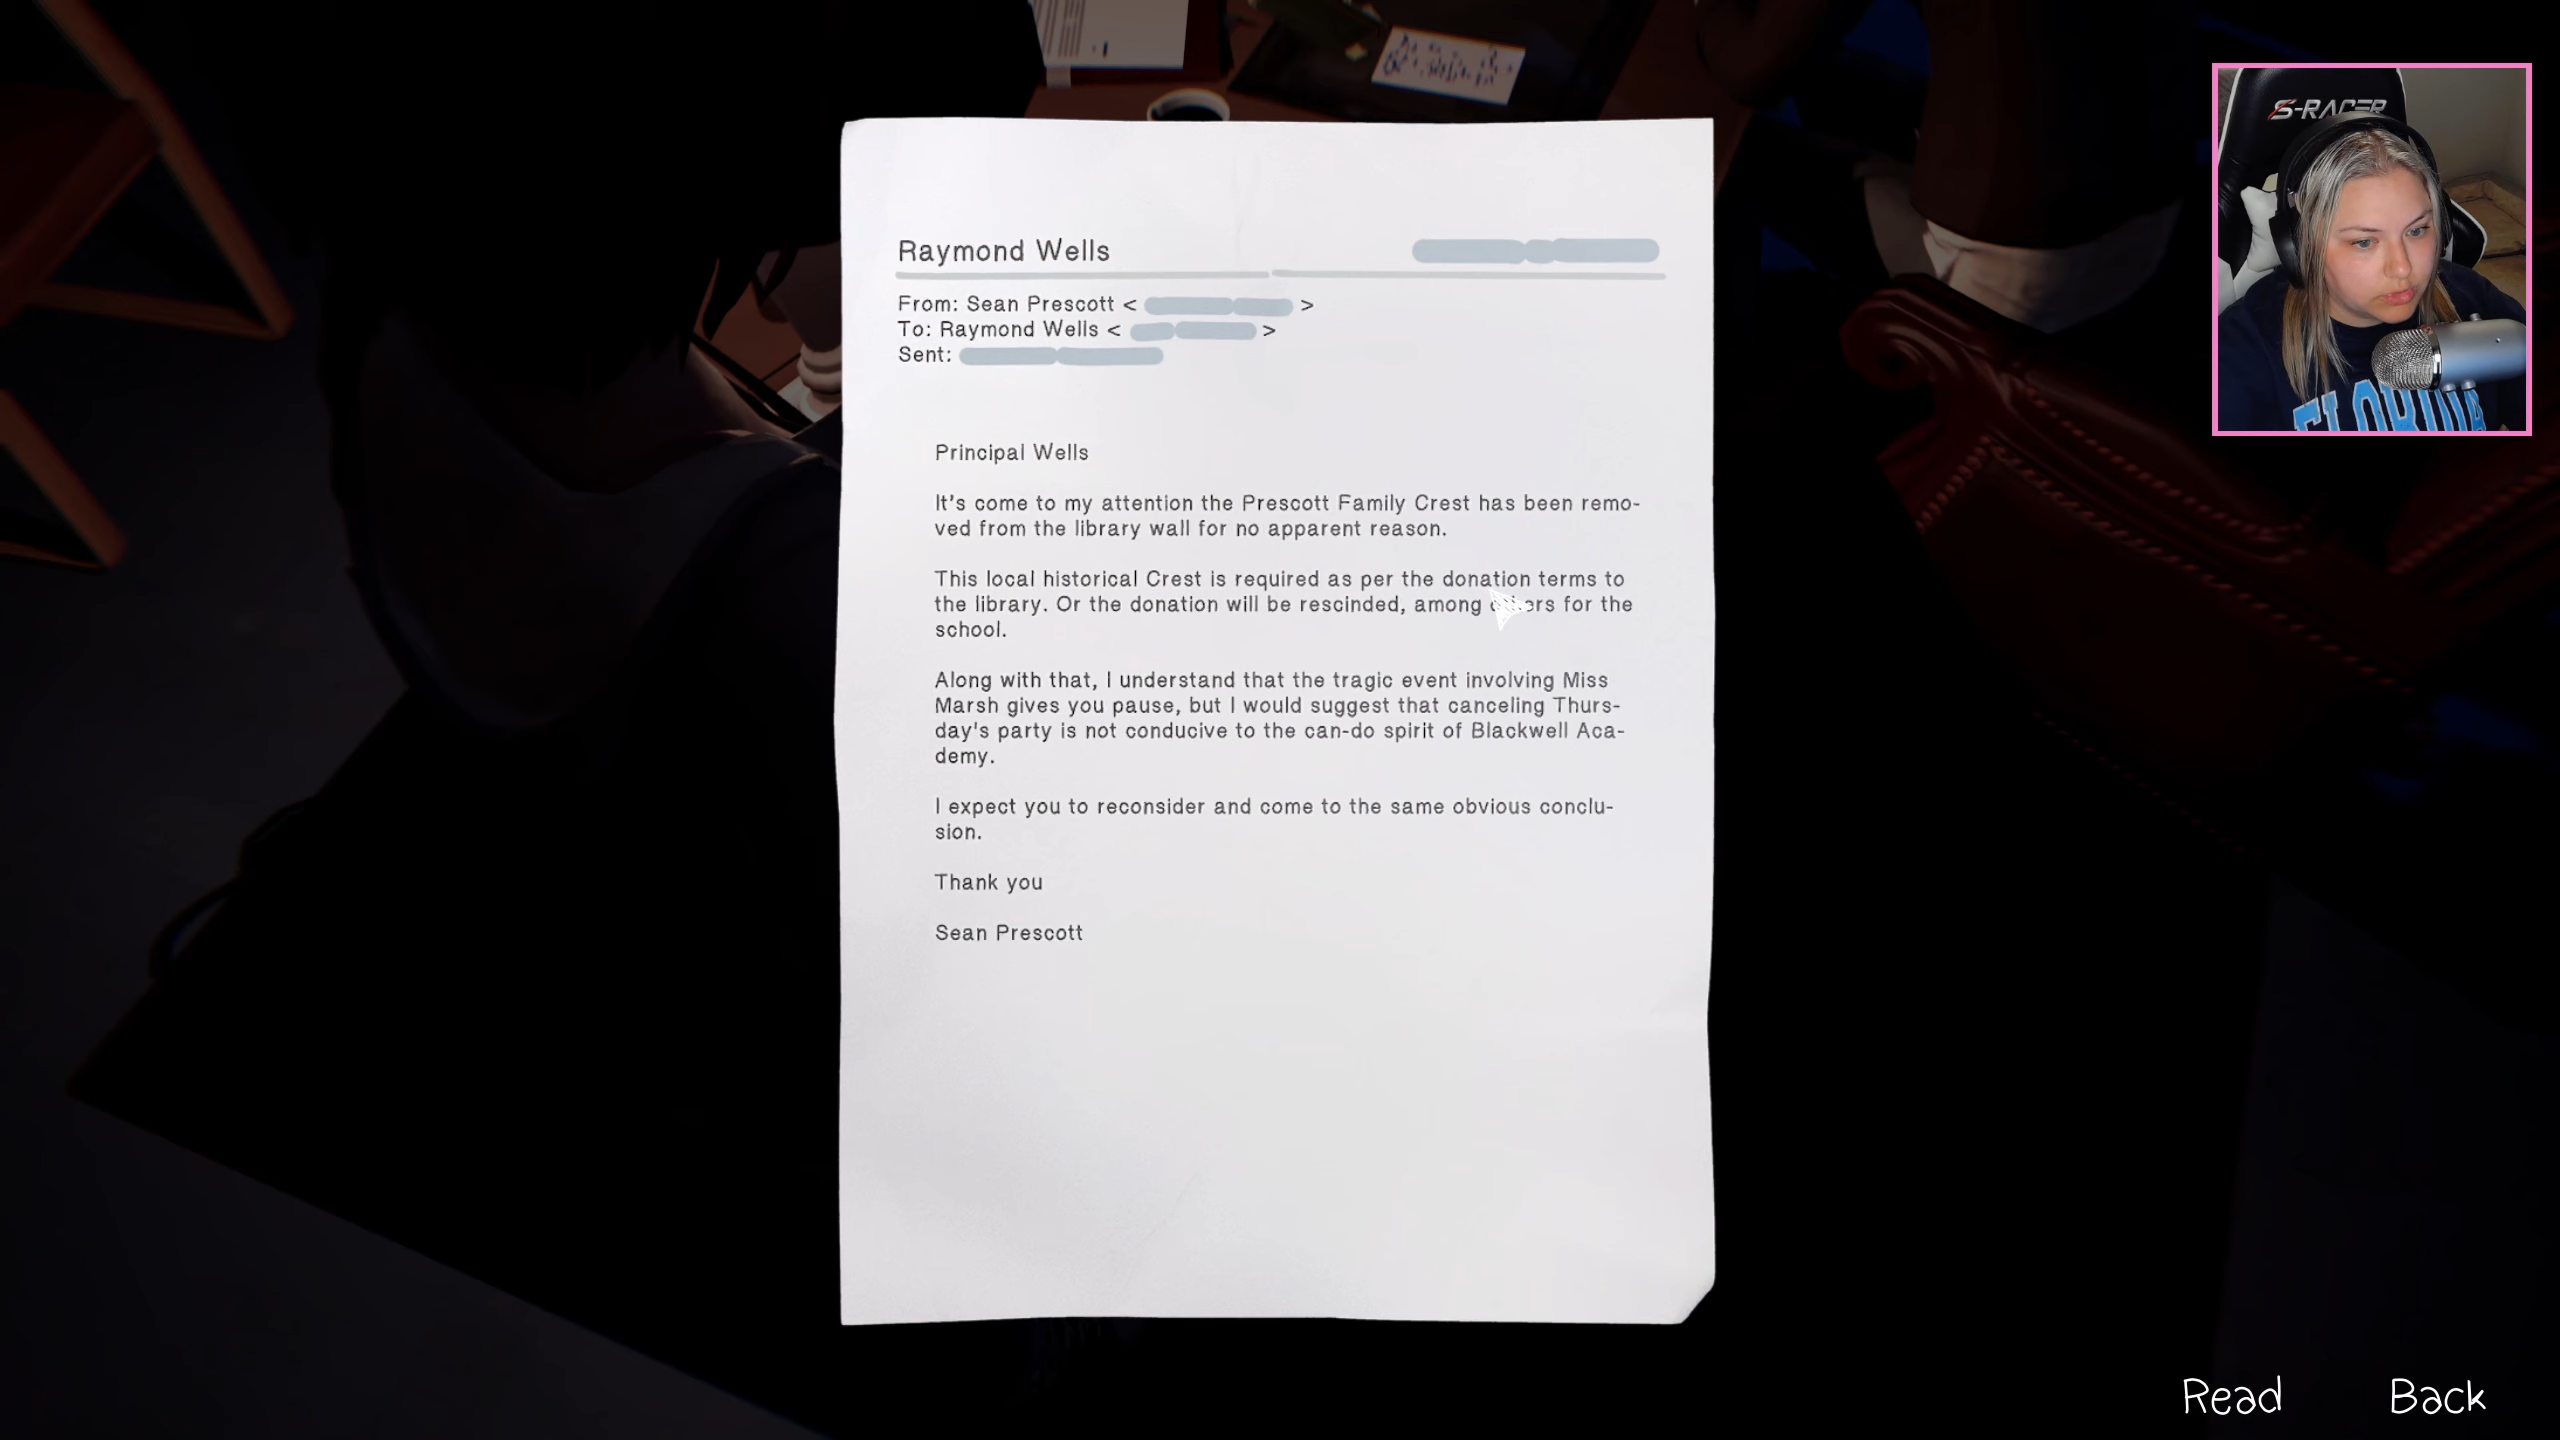 S-RACER
Raymond Wells
From: Sean Prescott < >
To: Raymond Wells < >
Sent:
Principal Wells
It's come to my attention the Prescott Family Crest has been remo-
ved from the library wall for no apparent reason.
This local historical Crest is required as per the donation terms to
the library. Or the donation will be rescinded, among others for the
school.
Along with that, I understand that the tragic event involving Miss
Marsh gives you pause, but I would suggest that canceling Thurs-
day's party is not conducive to the can-do spirit of Blackwell Aca-
demy.
I expect you to reconsider and come to the same obvious conclu-
sion.
Thank you
Sean Prescott
FLORIDA
Read Back